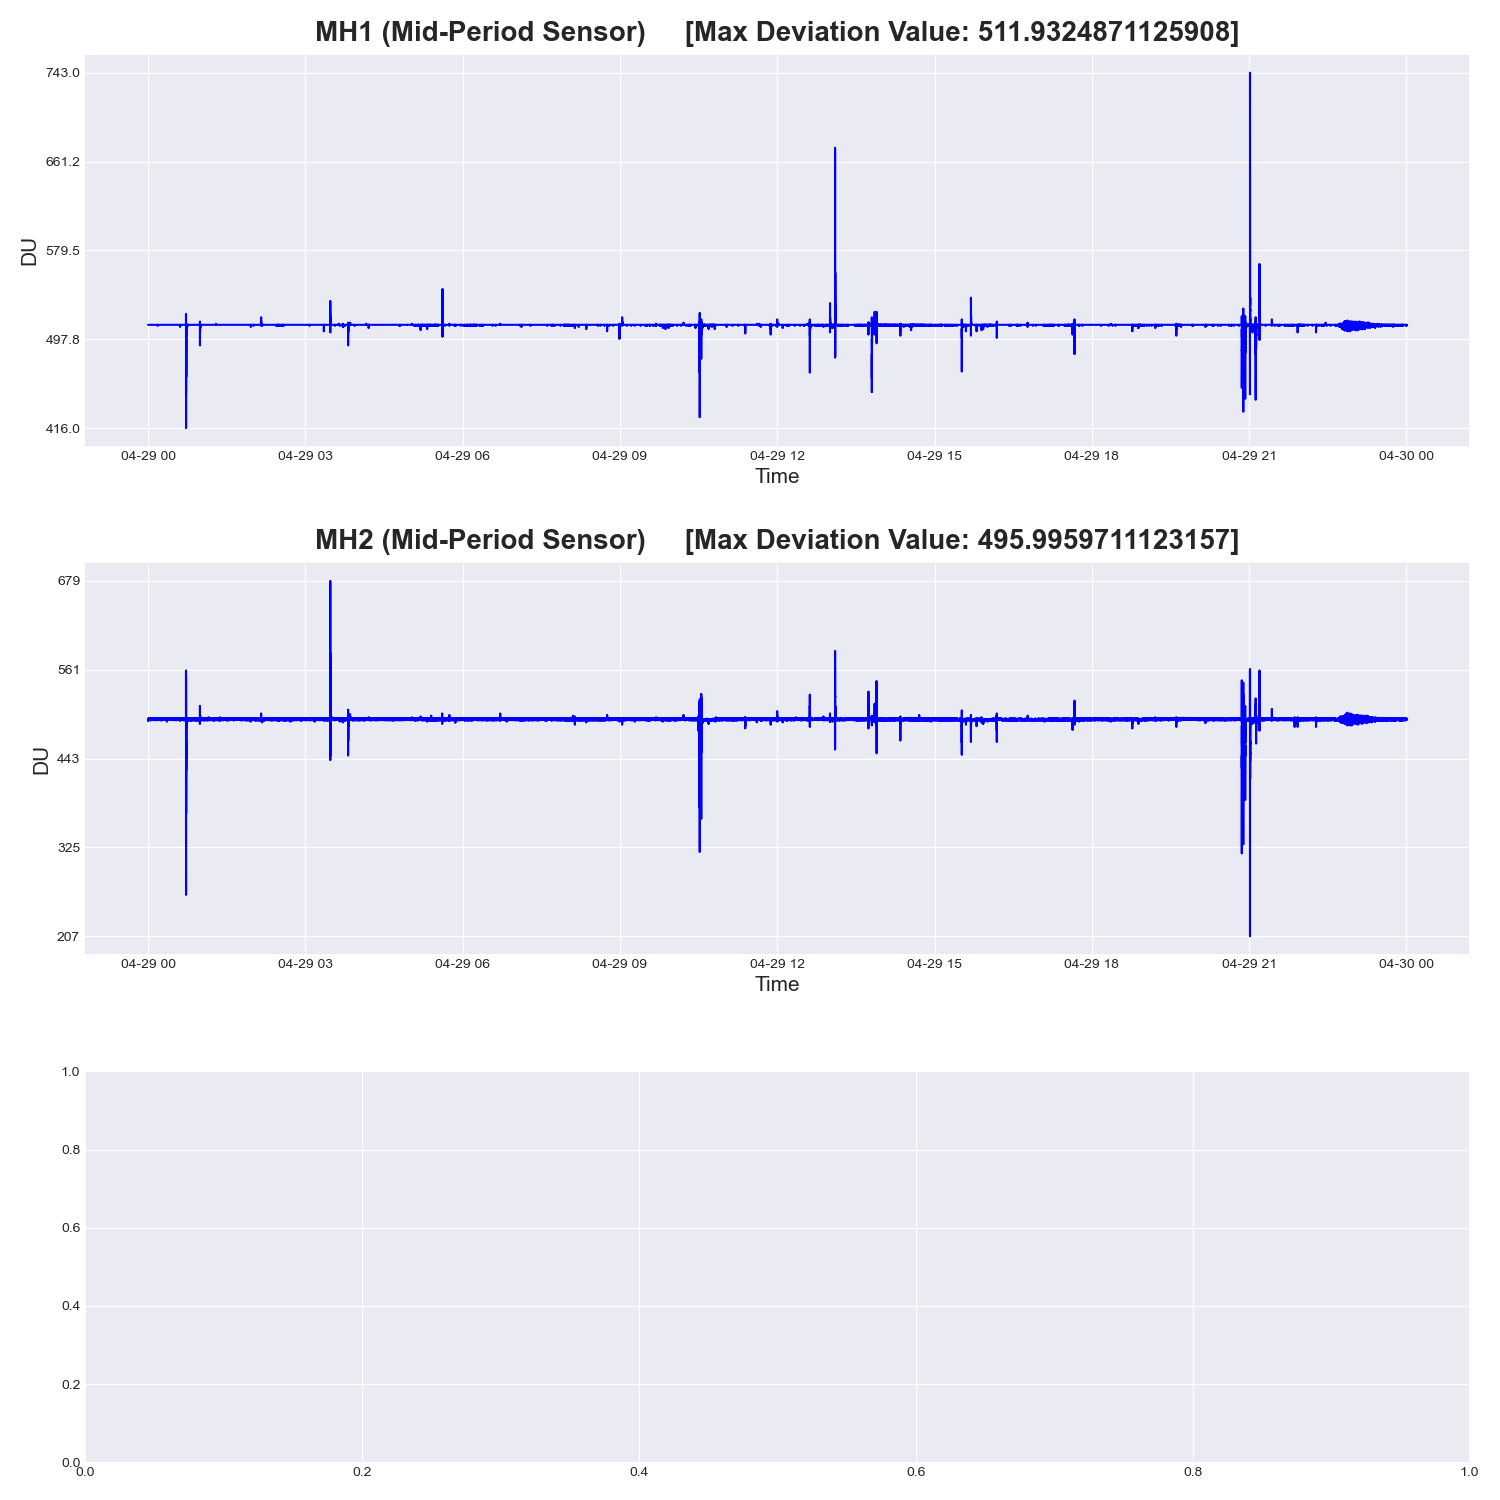 MH1 (Mid-Period Sensor) [Max Deviation Value: 511.9324871125908]
743.0
661.2
579.5
497.8
416.0
DU
04-29 00 04-29 03 04-29 06 04-29 09 04-29 12 04-29 15 04-29 18 04-29 21 04-30 00
Time
MH2 (Mid-Period Sensor) [Max Deviation Value: 495.9959711123157]
679
561
443
325
207
DU
04-29 00 04-29 03 04-29 06 04-29 09 04-29 12 04-29 15 04-29 18 04-29 21 04-30 00
Time
1.0
0.8
0.6
0.4
0.2
0.0
0.0 0.2 0.4 0.6 0.8 1.0